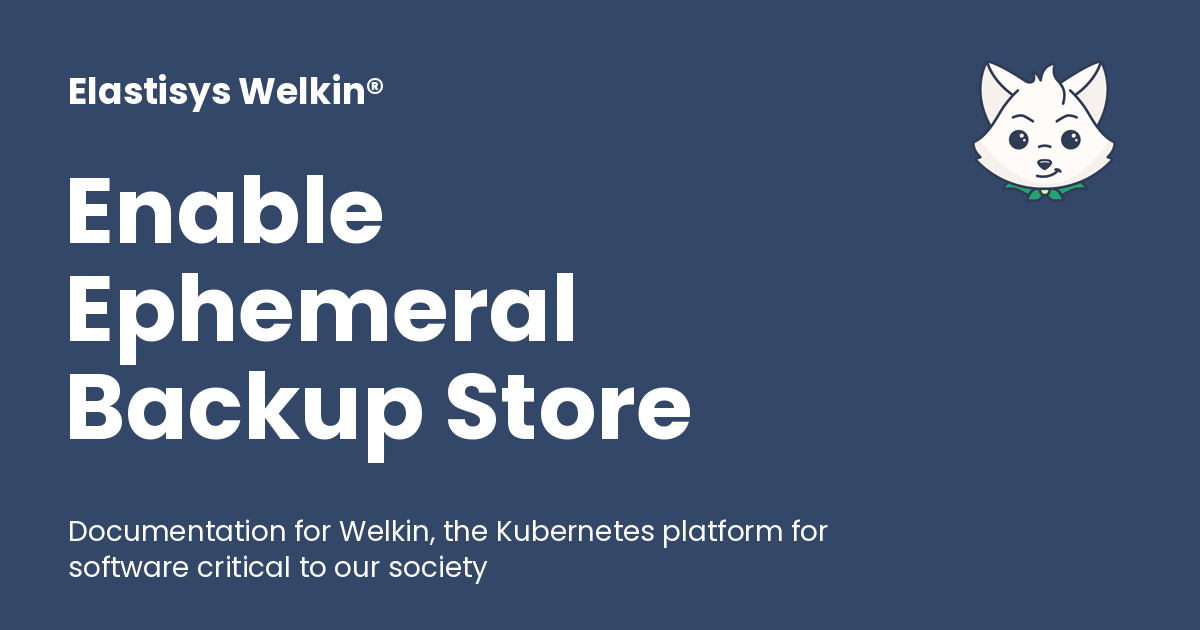 Elastisys Welkin®
Enable
Ephemeral
Backup Store
Documentation for Welkin, the Kubernetes platform for
software critical to our society